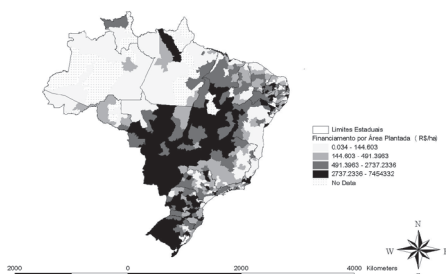 Limites Estaduais
Financiamento por Área Plantada ( R$/ha)
0.034 - 144.603
144.603 - 491.3963
491.3963 - 2737.2336
2737.2336 - 7454332
No Data
N
W
E
2000 0 2000 4000 Kilometers